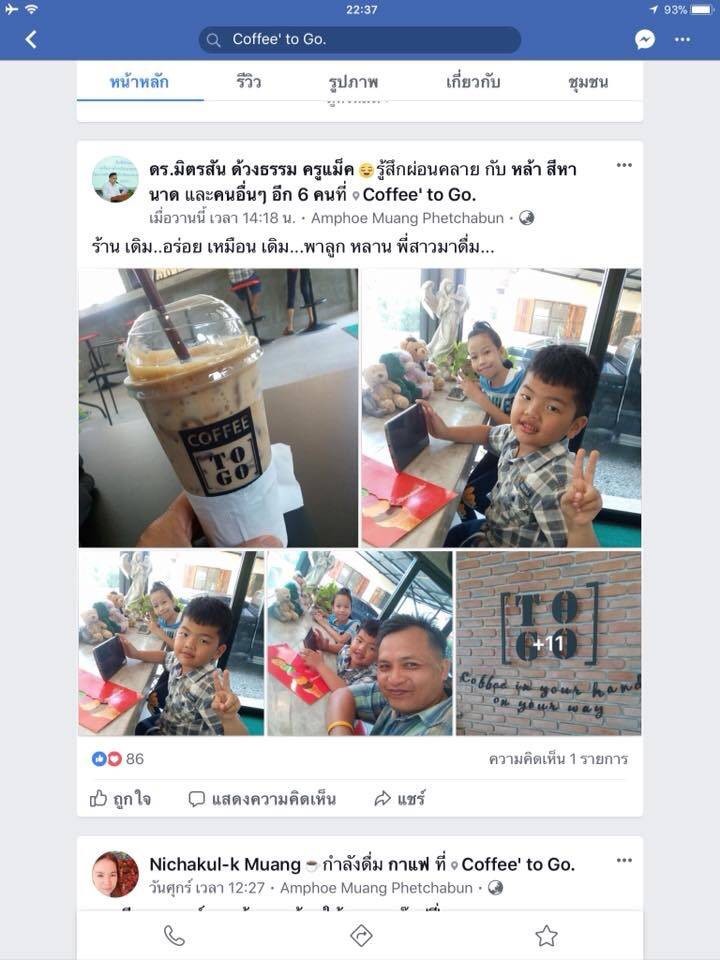 22:37
93%
Coffee' to Go.
หน้าหลัก
รีวิว
รูปภาพ
เกี่ยวกับ
ชุมชน
ดร.มิตรสัน ด้วงธรรม ครูแม็ค 😌รู้สึกผ่อนคลาย กับ หล้า สีหา
นาด และคนอื่นๆ อีก 6 คนที่ Coffee' to Go.
เมื่อวานนี้ เวลา 14:18 น. · Amphoe Muang Phetchabun ·
ร้าน เดิม..อร่อย เหมือน เดิม...พาลูก หลาน พี่สาวมาดื่ม...
COFFEE
TO
GO
TO
GO
+11
Coffee in your hand
on your way
86
ความคิดเห็น 1 รายการ
ถูกใจ
แสดงความคิดเห็น
แชร์
Nichakul-k Muang ☕กำลังดื่ม กาแฟ ที่ Coffee' to Go.
วันศุกร์ เวลา 12:27 · Amphoe Muang Phetchabun ·